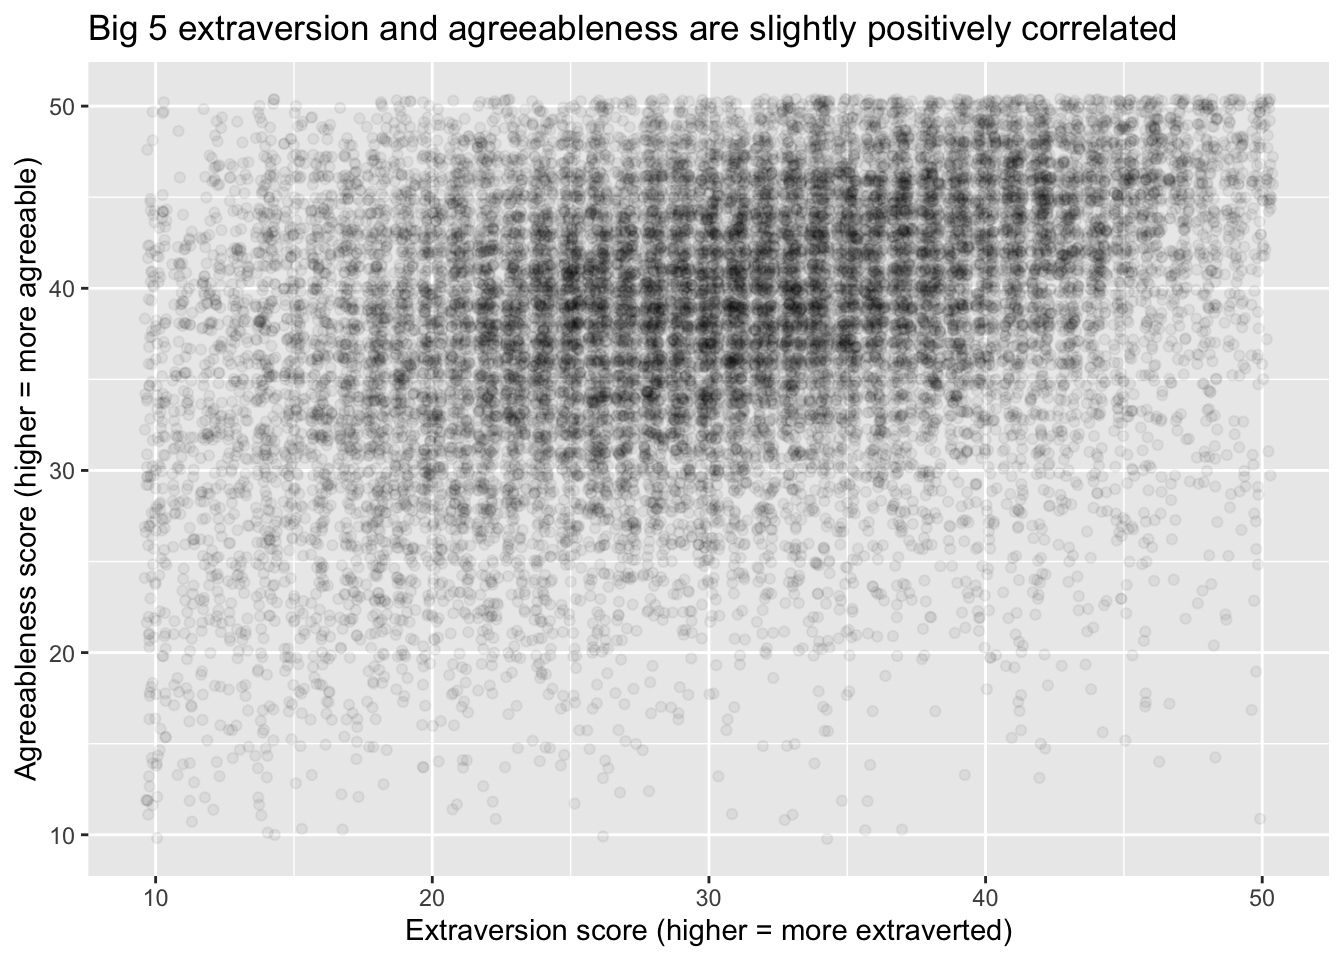 Big 5 extraversion and agreeableness are slightly positively correlated
Agreeableness score (higher = more agreeable)
50
40
30
20
10
10 20 30 40 50
Extraversion score (higher = more extraverted)